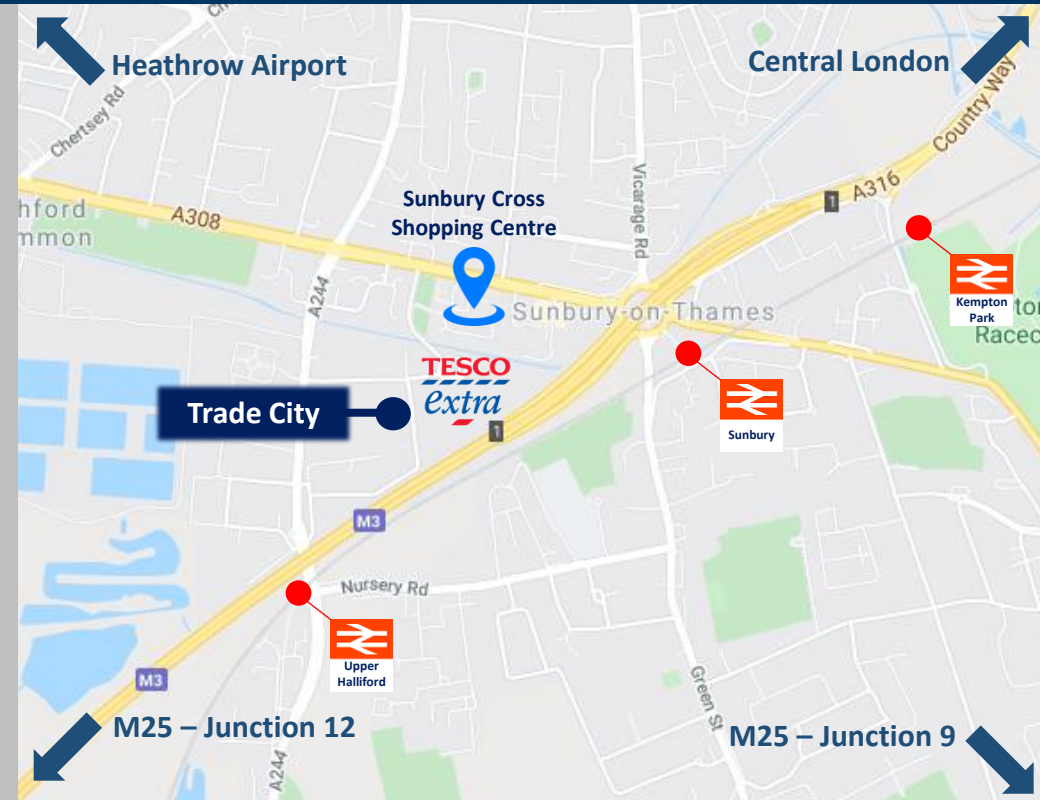 Heathrow Airport
Central London
Chertsey Rd
Country Way
Vicarage Rd
Sunbury Cross
Shopping Centre
A316
1
hford
mmon
A308
A244
Kempton
Park
Racec
Sunbury-on-Thames
TESCO
extra
Trade City
1
Sunbury
M3
Nursery Rd
Upper
Halliford
M3
Green St
M25 – Junction 12
M25 – Junction 9
A244